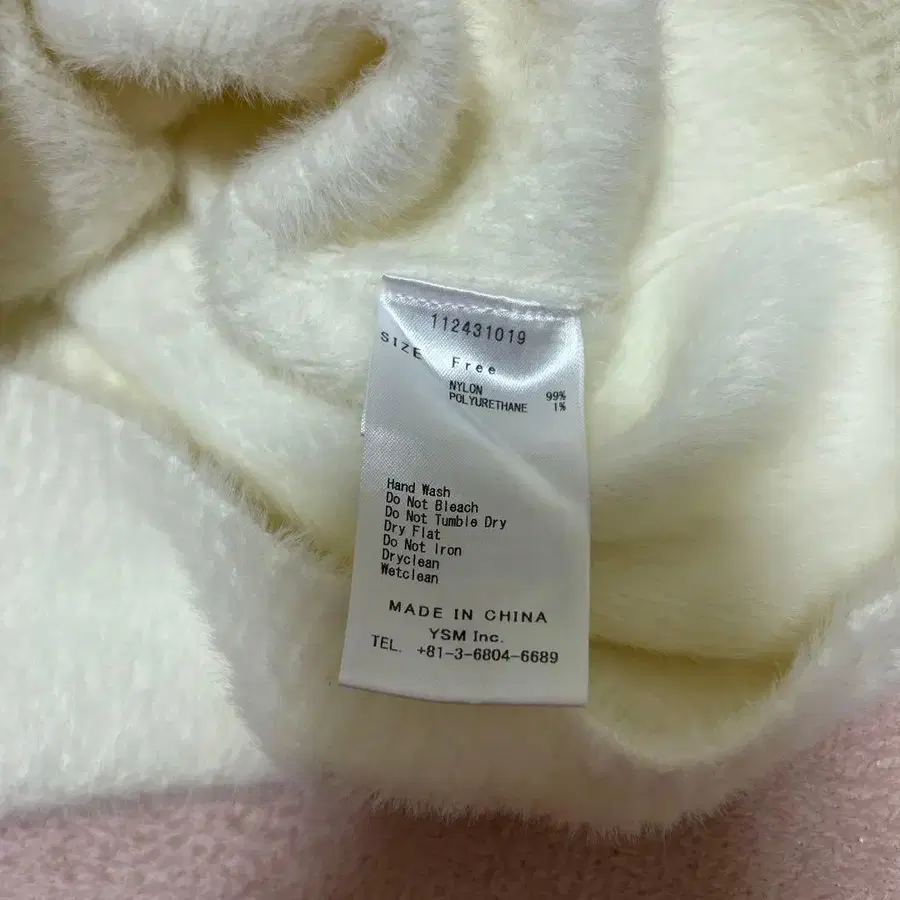 112431019
SIZE Free
NYLON 99%
POLYURETHANE 1%
Hand Wash
Do Not Bleach
Do Not Tumble Dry
Dry Flat
Do Not Iron
Dryclean
Wetclean
MADE IN CHINA
YSM Inc.
TEL. +81-3-6804-6689